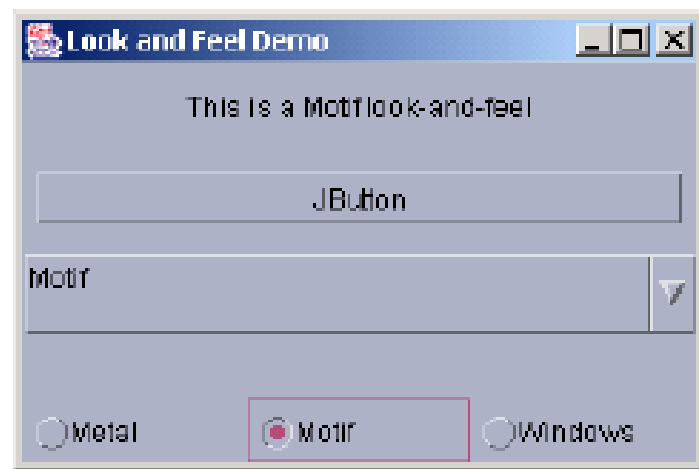 Look and Feel Demo
This is a Motif look-and-feel
JButton
Motif
Metal Motif Windows